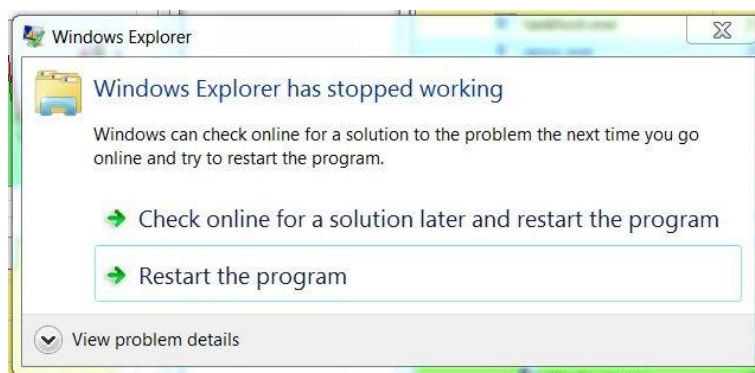 Windows Explorer
Windows Explorer has stopped working
Windows can check online for a solution to the problem the next time you go
online and try to restart the program.
Check online for a solution later and restart the program
Restart the program
View problem details